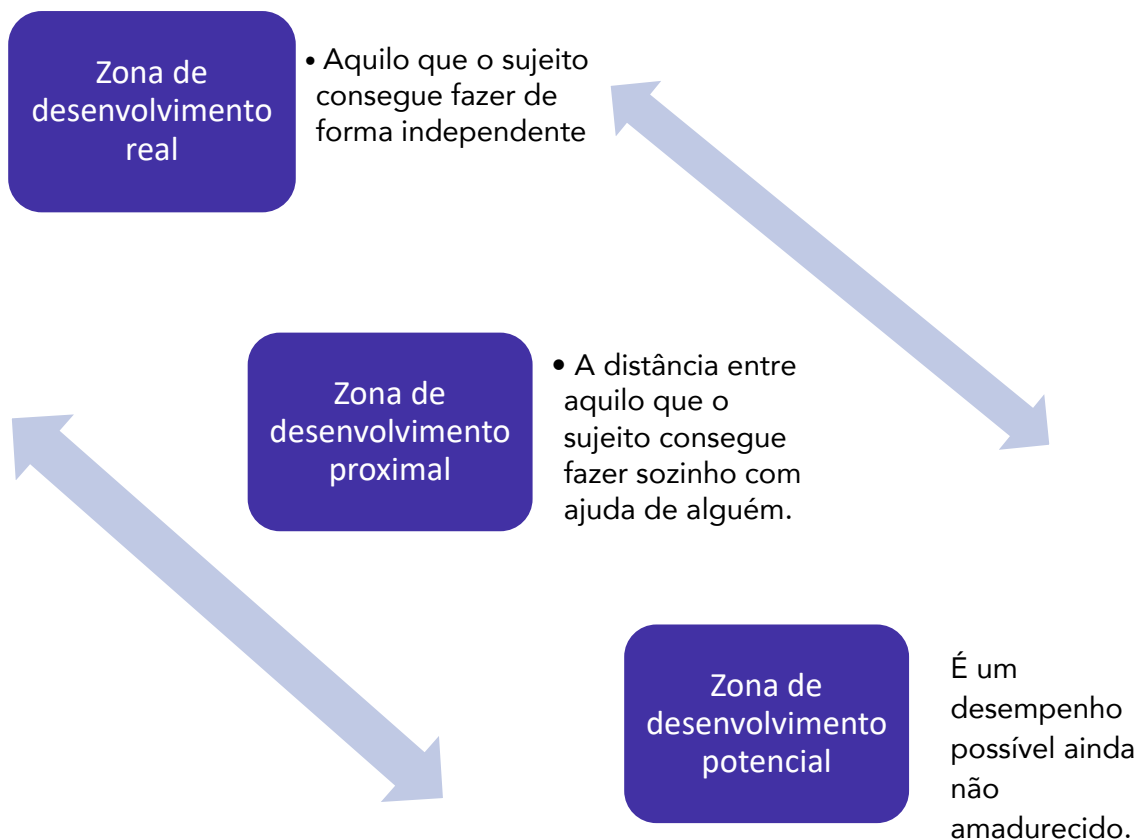 Zona de
desenvolvimento
real
• Aquilo que o sujeito
consegue fazer de
forma independente
Zona de
desenvolvimento
proximal
• A distância entre
aquilo que o
sujeito consegue
fazer sozinho com
ajuda de alguém.
Zona de
desenvolvimento
potencial
É um
desempenho
possível ainda
não
amadurecido.